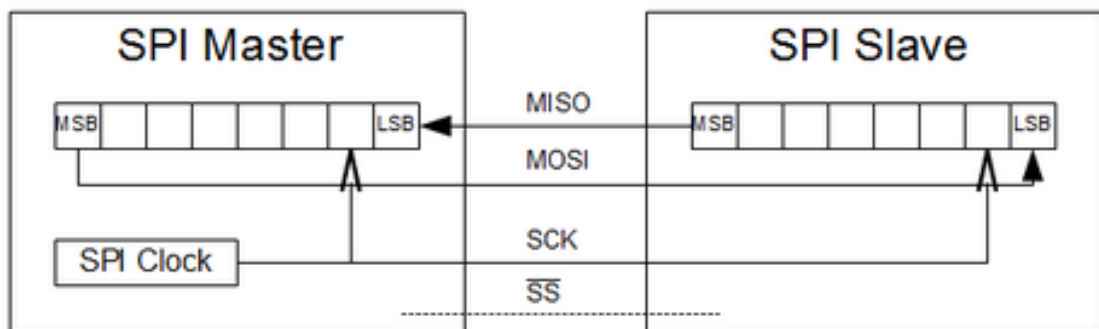 SPI Master
SPI Slave
MSB LSB
MISO
MSB LSB
MOSI
SPI Clock
SCK
SS